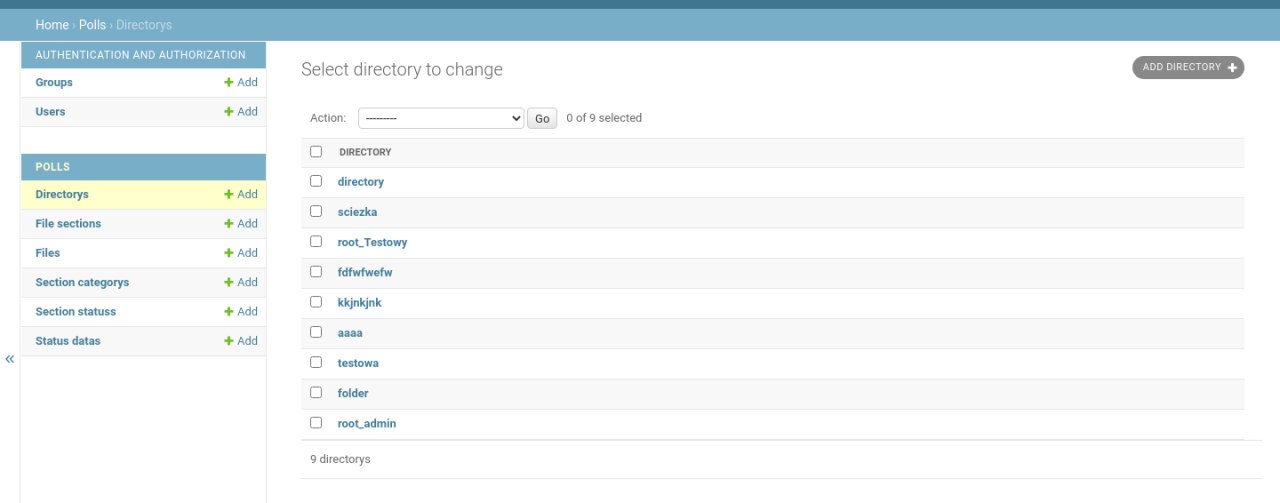 Home › Polls › Directorys
AUTHENTICATION AND AUTHORIZATION
Groups + Add
Users + Add
POLLS
Directorys + Add
File sections + Add
Files + Add
Section categorys + Add
Section statuss + Add
Status datas + Add
«
Select directory to change
ADD DIRECTORY +
Action: --------- Go 0 of 9 selected
DIRECTORY
directory
sciezka
root_Testowy
fdfwfwefw
kkjnkjnk
aaaa
testowa
folder
root_admin
9 directorys